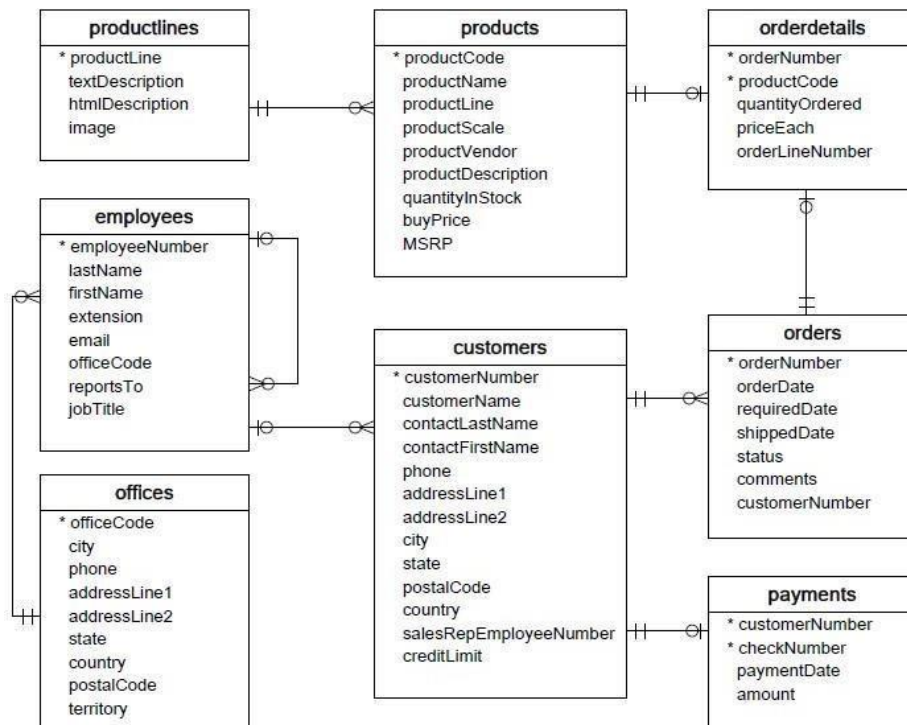 productlines
* productLine
textDescription
htmlDescription
image
products
* productCode
productName
productLine
productScale
productVendor
productDescription
quantityInStock
buyPrice
MSRP
orderdetails
* orderNumber
* productCode
quantityOrdered
priceEach
orderLineNumber
employees
* employeeNumber
lastName
firstName
extension
email
officeCode
reportsTo
jobTitle
customers
* customerNumber
customerName
contactLastName
contactFirstName
phone
addressLine1
addressLine2
city
state
postalCode
country
salesRepEmployeeNumber
creditLimit
orders
* orderNumber
orderDate
requiredDate
shippedDate
status
comments
customerNumber
offices
* officeCode
city
phone
addressLine1
addressLine2
state
country
postalCode
territory
payments
* customerNumber
* checkNumber
paymentDate
amount